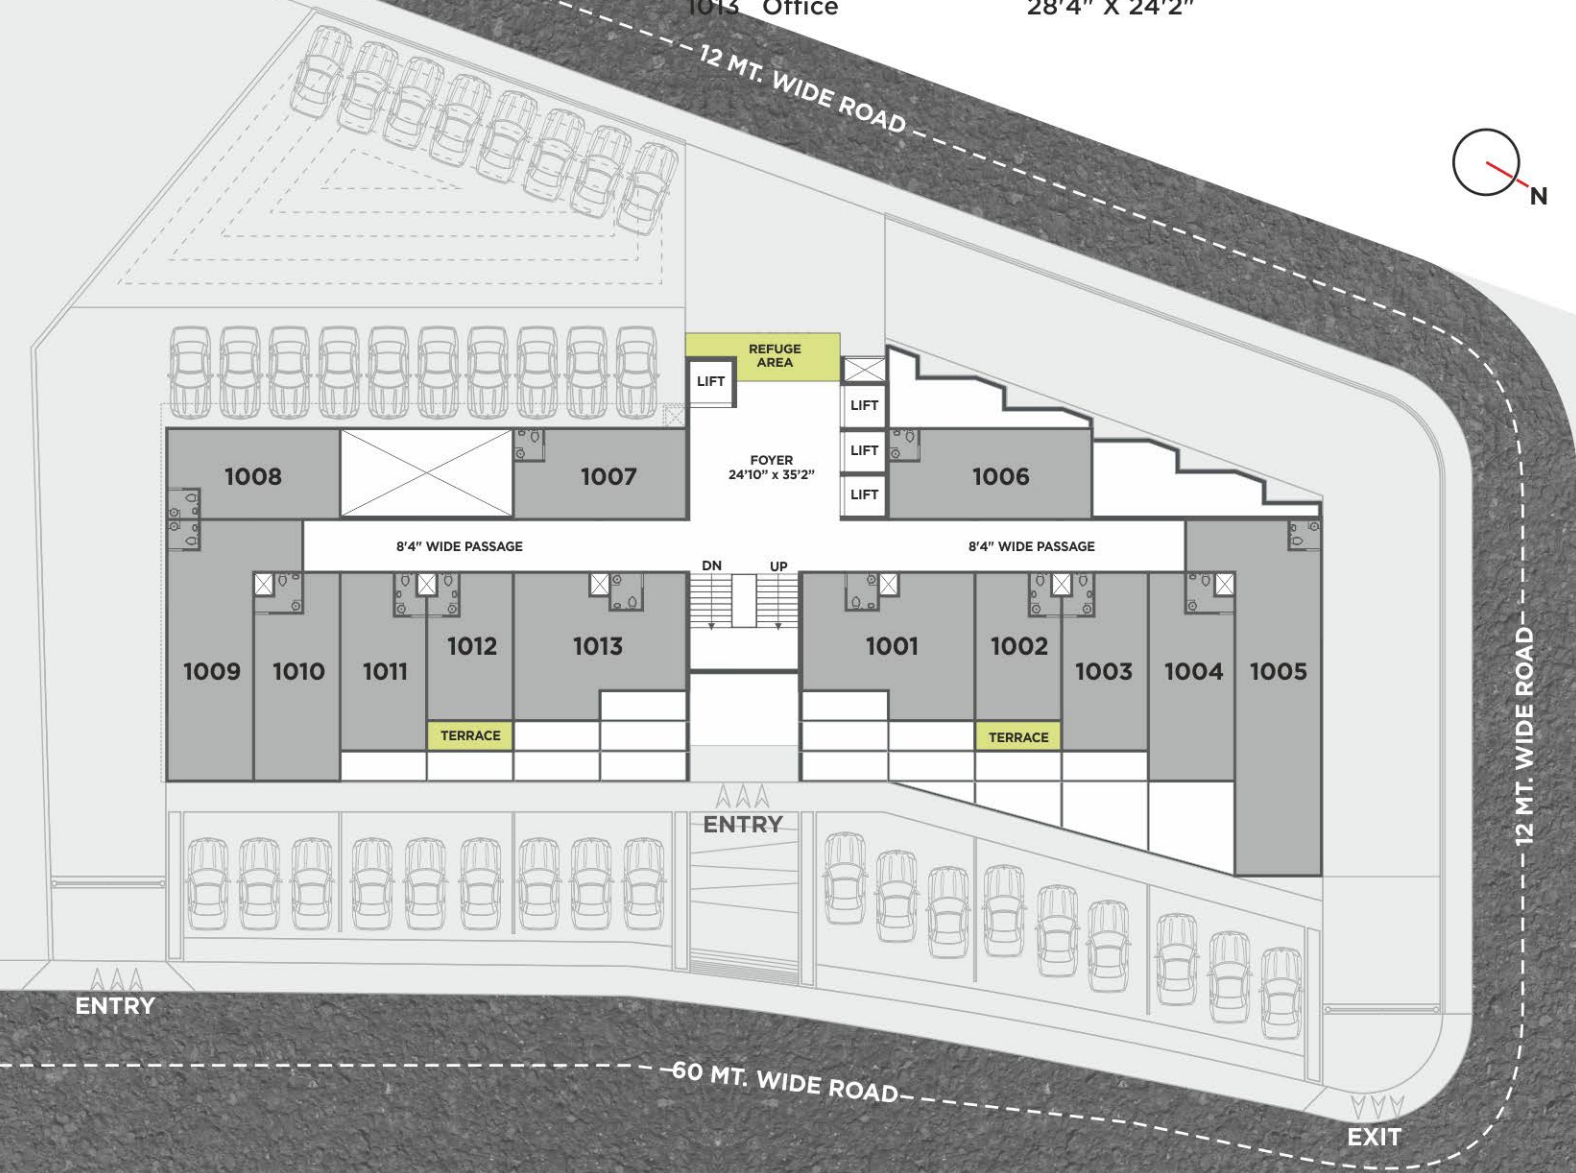 1013 Office 28'4" X 24'2"
12 MT. WIDE ROAD
N
REFUGE
AREA
LIFT
LIFT
LIFT
LIFT
FOYER
24'10" x 35'2"
1008
1007
1006
8'4" WIDE PASSAGE
8'4" WIDE PASSAGE
DN
UP
1009
1010
1011
1012
1013
1001
1002
1003
1004
1005
TERRACE
TERRACE
12 MT. WIDE ROAD
ENTRY
ENTRY
60 MT. WIDE ROAD
EXIT